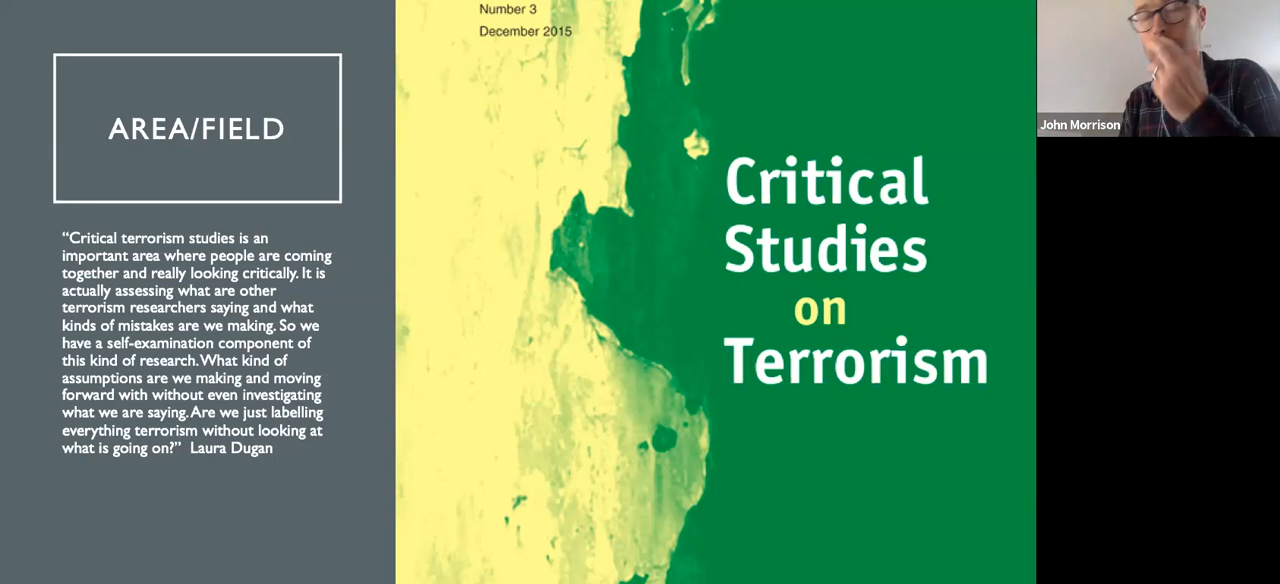 AREA/FIELD
“Critical terrorism studies is an
important area where people are coming
together and really looking critically. It is
actually assessing what are other
terrorism researchers saying and what
kinds of mistakes are we making. So we
have a self-examination component of
this kind of research. What kind of
assumptions are we making and moving
forward with without even investigating
what we are saying. Are we just labelling
everything terrorism without looking at
what is going on?” Laura Dugan
Number 3
December 2015
Critical
Studies
on
Terrorism
John Morrison